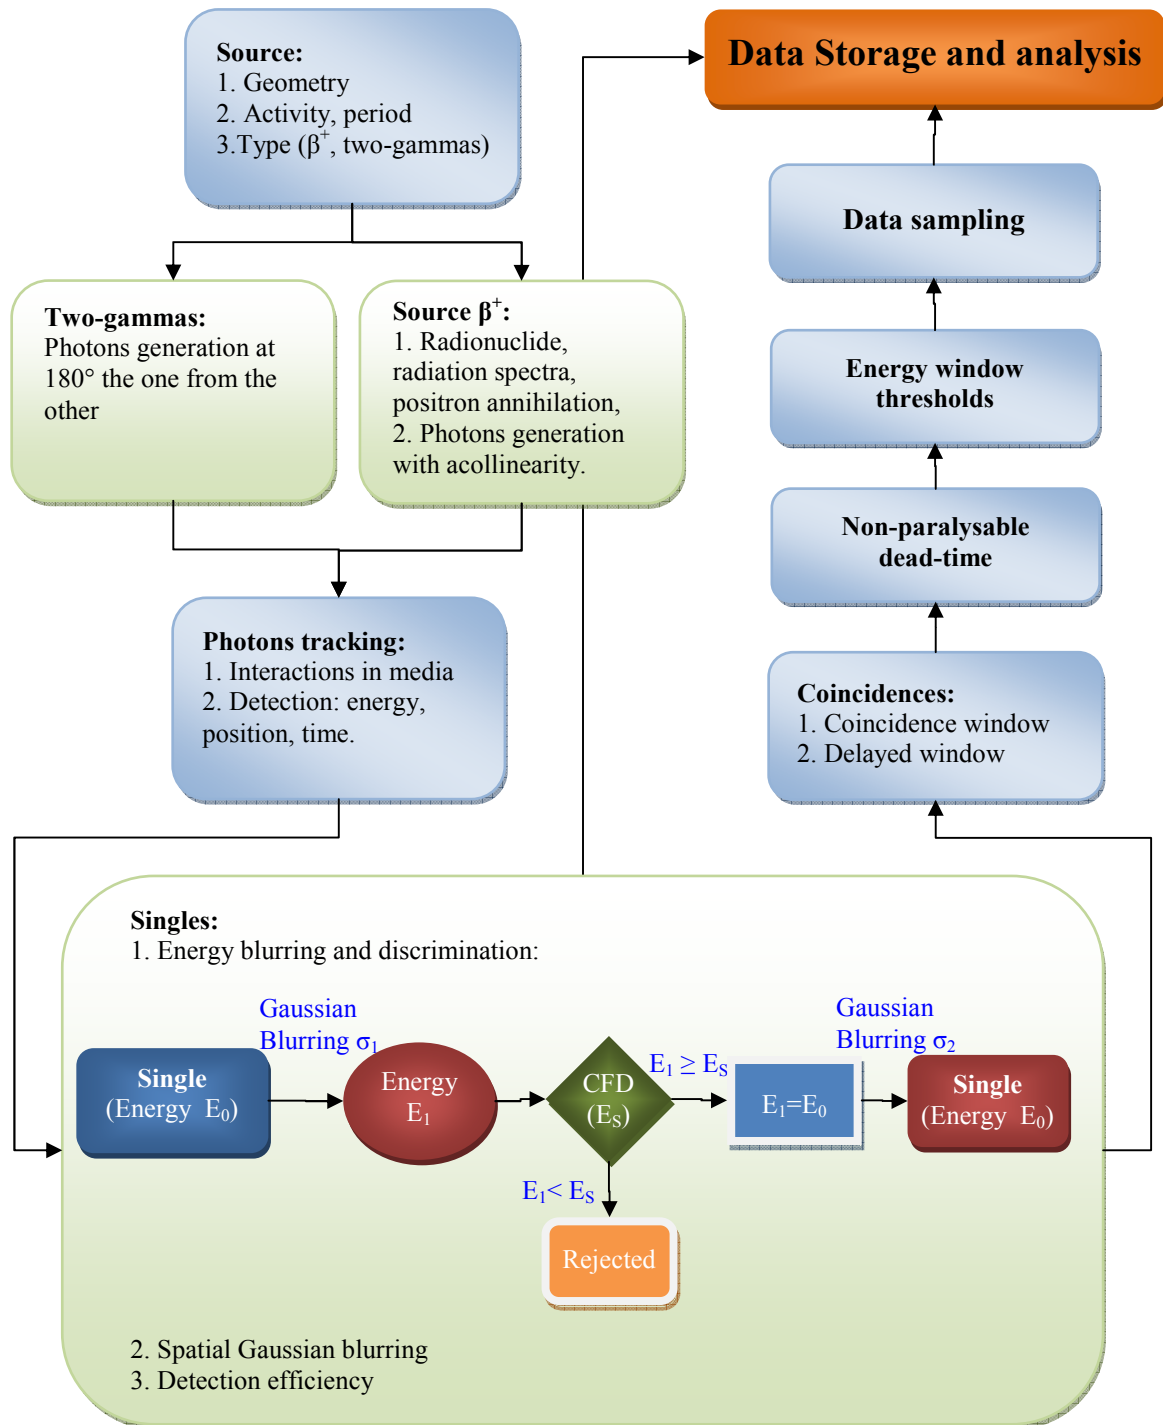 Source:
1. Geometry
2. Activity, period
3.Type (β⁺, two-gammas)
Data Storage and analysis
Data sampling
Two-gammas:
Photons generation at
180° the one from the
other
Source β⁺:
1. Radionuclide,
radiation spectra,
positron annihilation,
2. Photons generation
with acollinearity.
Energy window
thresholds
Non-paralysable
dead-time
Photons tracking:
1. Interactions in media
2. Detection: energy,
position, time.
Coincidences:
1. Coincidence window
2. Delayed window
Singles:
1. Energy blurring and discrimination:
Gaussian
Blurring σ₁
Gaussian
Blurring σ₂
Single
(Energy E₀)
Energy
E₁
CFD
(E_S)
E₁ ≥ E_S
E₁=E₀
Single
(Energy E₀)
E₁< E_S
Rejected
2. Spatial Gaussian blurring
3. Detection efficiency